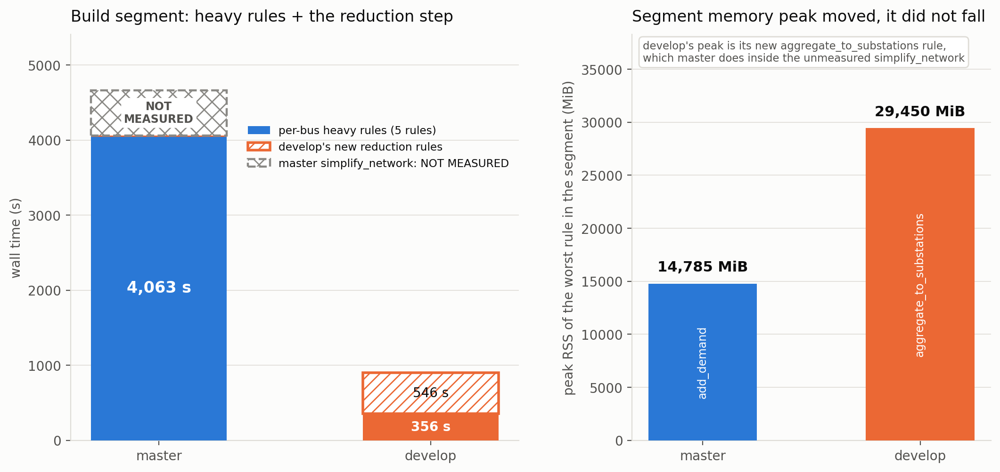 Build segment: heavy rules + the reduction step
wall time (s)
5000
4000
3000
2000
1000
0
NOT
MEASURED
4,063 s
per-bus heavy rules (5 rules)
develop's new reduction rules
master simplify_network: NOT MEASURED
546 s
356 s
master
develop
Segment memory peak moved, it did not fall
develop's peak is its new aggregate_to_substations rule,
which master does inside the unmeasured simplify_network
peak RSS of the worst rule in the segment (MiB)
35000
30000
25000
20000
15000
10000
5000
0
14,785 MiB
add_demand
29,450 MiB
aggregate_to_substations
master
develop